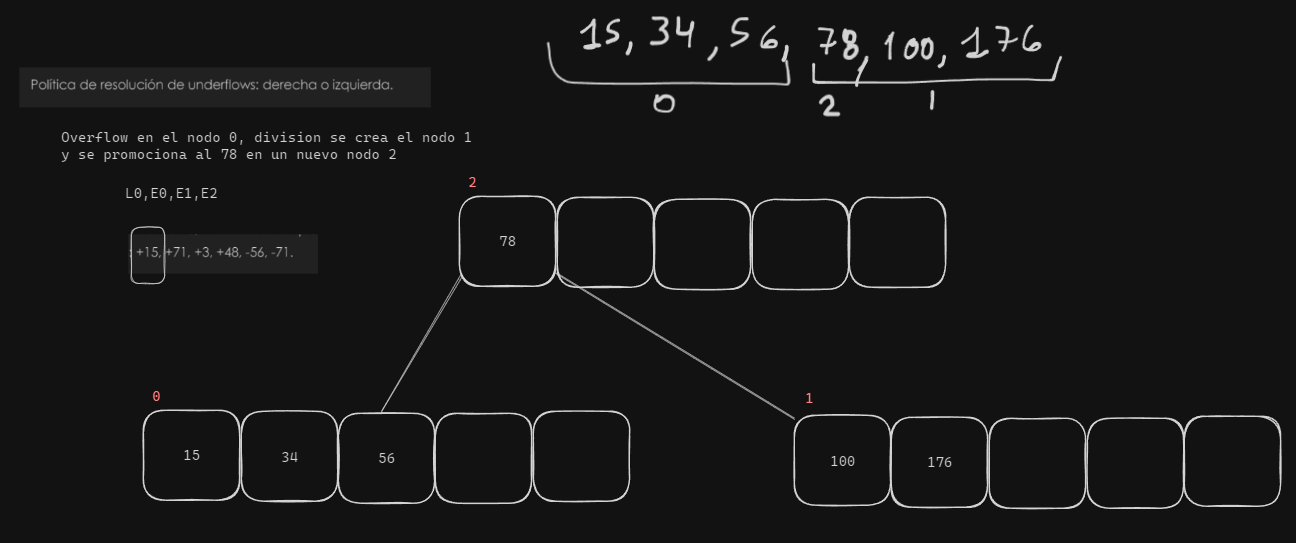 15, 34, 56, 78, 100, 176
0 2 1
Política de resolución de underflows: derecha o izquierda.
Overflow en el nodo 0, division se crea el nodo 1
y se promociona al 78 en un nuevo nodo 2
L0,E0,E1,E2
2
: +15, +71, +3, +48, -56, -71.
78
0
1
15 34 56
100 176